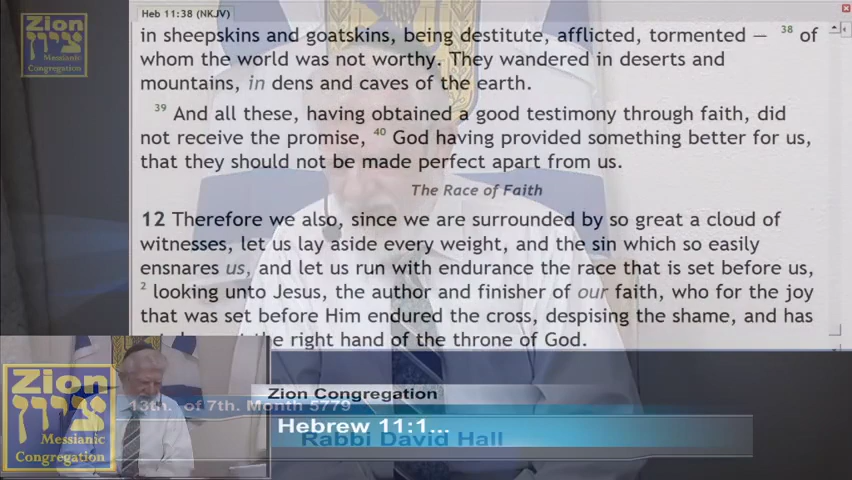 Zion
ציון
Messianic
Congregation
Heb 11:38 (NKJV)
in sheepskins and goatskins, being destitute, afflicted, tormented — 38 of
whom the world was not worthy. They wandered in deserts and
mountains, in dens and caves of the earth.
39 And all these, having obtained a good testimony through faith, did
not receive the promise, 40 God having provided something better for us,
that they should not be made perfect apart from us.
The Race of Faith
12 Therefore we also, since we are surrounded by so great a cloud of
witnesses, let us lay aside every weight, and the sin which so easily
ensnares us, and let us run with endurance the race that is set before us,
2 looking unto Jesus, the author and finisher of our faith, who for the joy
that was set before Him endured the cross, despising the shame, and has
the right hand of the throne of God.
Zion
ציון
Messianic
Congregation
Zion Congregation
13th. of 7th. Month 5779
Hebrew 11:1...
Rabbi David Hall